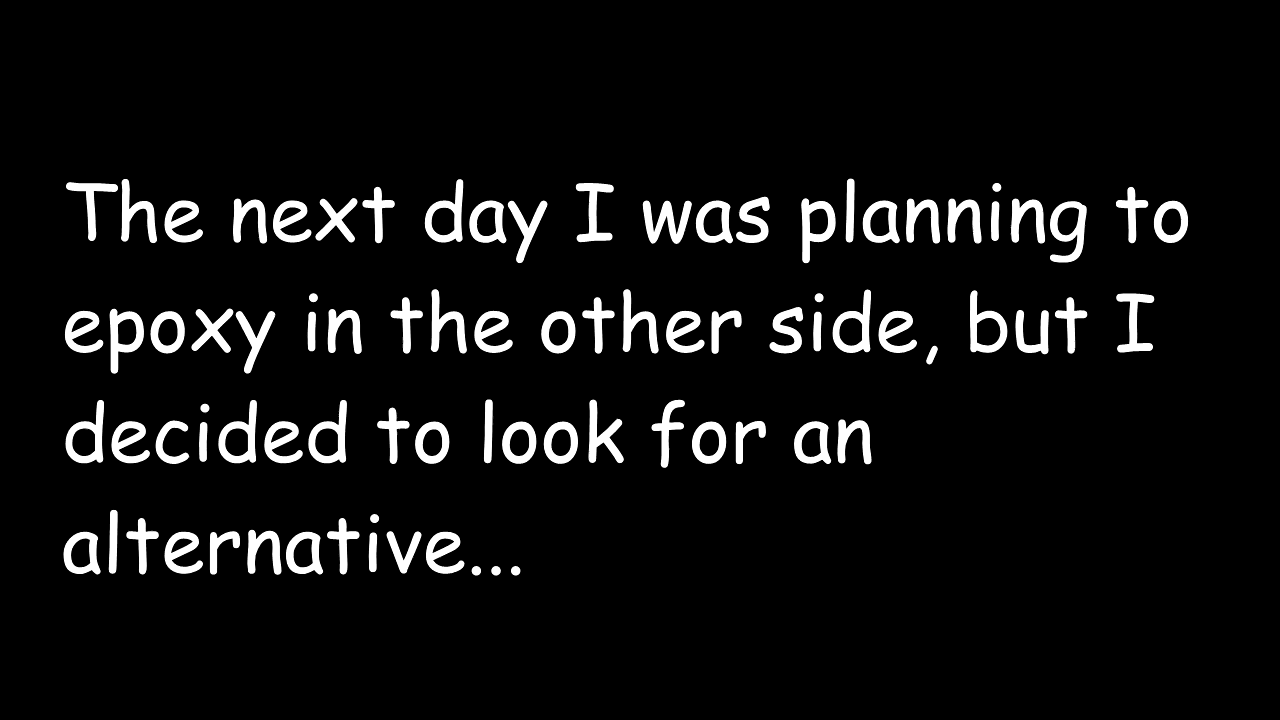 The next day I was planning to
epoxy in the other side, but I
decided to look for an
alternative...